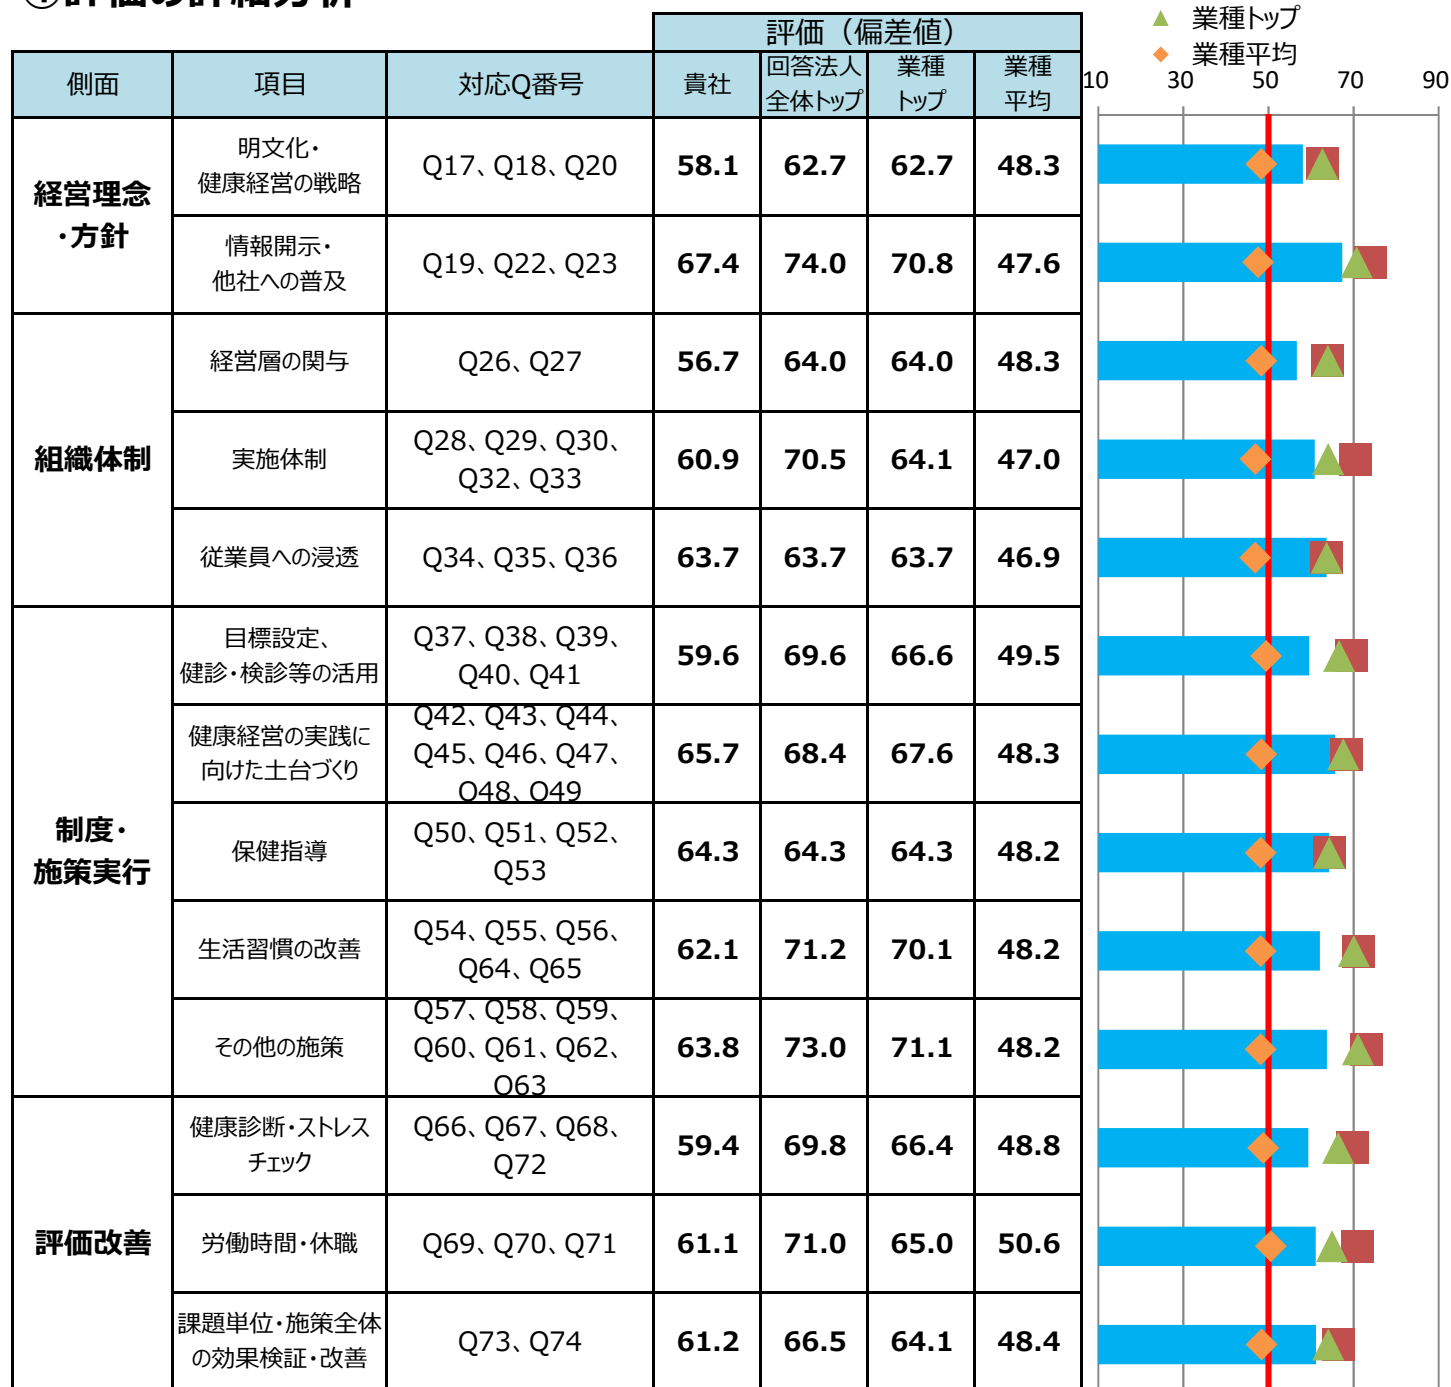 ①評価の詳細分析
業種トップ
業種平均
評価（偏差値）
側面 項目 対応Q番号 貴社 回答法人 業種 業種
全体トップ トップ 平均
10 30 50 70 90
経営理念
・方針
明文化・
健康経営の戦略
Q17、Q18、Q20 58.1 62.7 62.7 48.3
情報開示・
他社への普及
Q19、Q22、Q23 67.4 74.0 70.8 47.6
組織体制
経営層の関与 Q26、Q27 56.7 64.0 64.0 48.3
実施体制
Q28、Q29、Q30、
Q32、Q33
60.9 70.5 64.1 47.0
従業員への浸透 Q34、Q35、Q36 63.7 63.7 63.7 46.9
制度・
施策実行
目標設定、
健診・検診等の活用
Q37、Q38、Q39、
Q40、Q41
59.6 69.6 66.6 49.5
健康経営の実践に
向けた土台づくり
Q42、Q43、Q44、
Q45、Q46、Q47、
Q48、Q49
65.7 68.4 67.6 48.3
保健指導
Q50、Q51、Q52、
Q53
64.3 64.3 64.3 48.2
生活習慣の改善
Q54、Q55、Q56、
Q64、Q65
62.1 71.2 70.1 48.2
その他の施策
Q57、Q58、Q59、
Q60、Q61、Q62、
Q63
63.8 73.0 71.1 48.2
評価改善
健康診断・ストレス
チェック
Q66、Q67、Q68、
Q72
59.4 69.8 66.4 48.8
労働時間・休職 Q69、Q70、Q71 61.1 71.0 65.0 50.6
課題単位・施策全体
の効果検証・改善
Q73、Q74 61.2 66.5 64.1 48.4